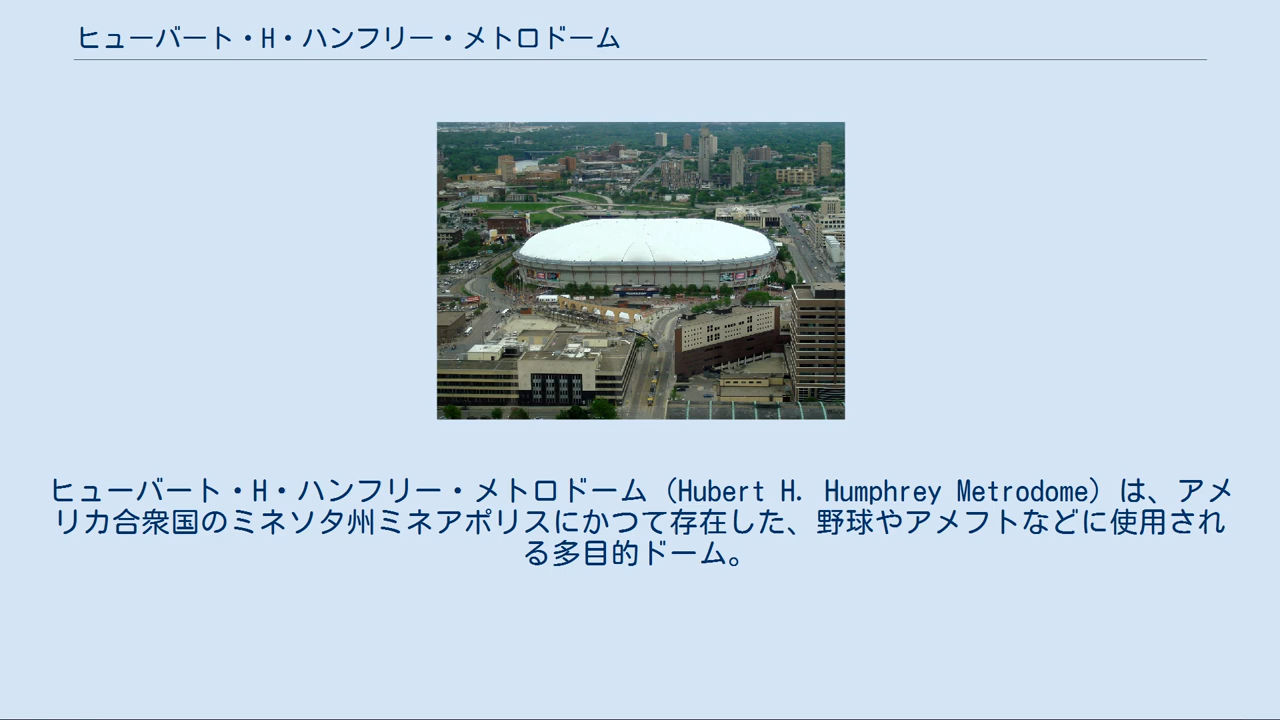 ヒューバート・H・ハンフリー・メトロドーム
ヒューバート・H・ハンフリー・メトロドーム（Hubert H. Humphrey Metrodome）は、アメ
リカ合衆国のミネソタ州ミネアポリスにかつて存在した、野球やアメフトなどに使用され
る多目的ドーム。